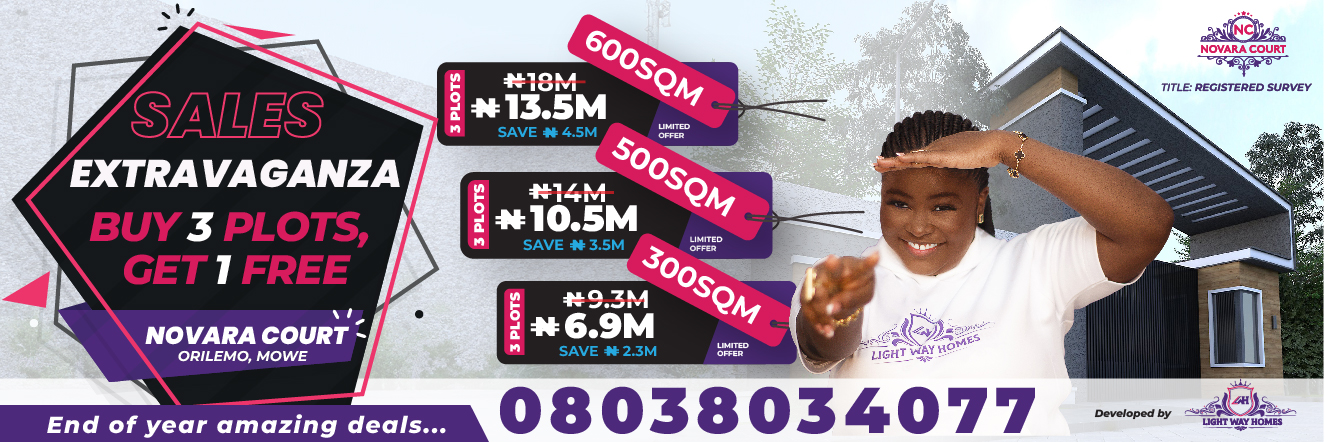 SALES
EXTRAVAGANZA
BUY 3 PLOTS,
GET 1 FREE
NOVARA COURT
ORILEMO, MOWE
End of year amazing deals...
600SQM
3 PLOTS
₦18M
₦13.5M
SAVE ₦4.5M
LIMITED
OFFER
500SQM
3 PLOTS
₦14M
₦10.5M
SAVE ₦3.5M
LIMITED
OFFER
300SQM
3 PLOTS
₦9.3M
₦6.9M
SAVE ₦2.3M
LIMITED
OFFER
08038034077
NC
NOVARA COURT
TITLE: REGISTERED SURVEY
LIGHT WAY HOMES
Developed by
LIGHT WAY HOMES